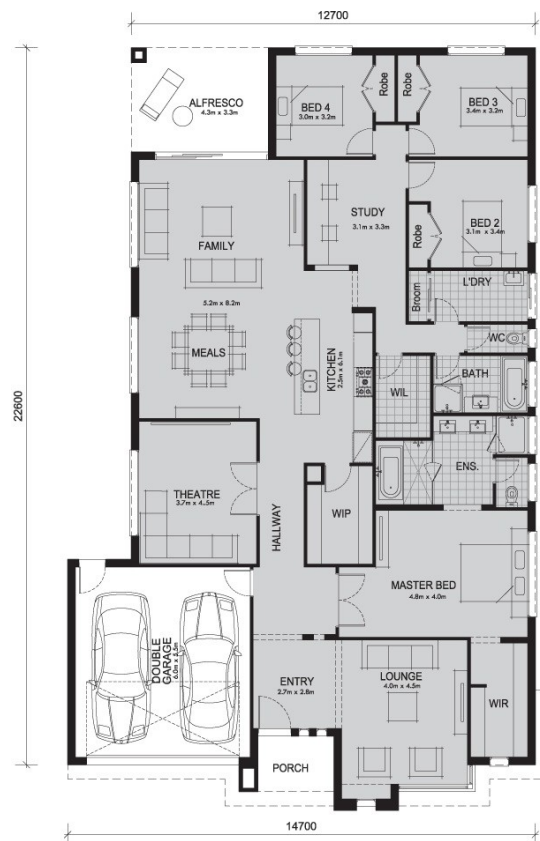 12700
ALFRESCO
4.3m x 3.3m
BED 4
3.0m x 3.2m
Robe
Robe
BED 3
3.4m x 3.2m
STUDY
3.1m x 3.3m
BED 2
3.1m x 3.4m
Robe
FAMILY
5.2m x 8.2m
MEALS
KITCHEN
2.5m x 6.1m
Broom
L'DRY
WC
BATH
WIL
ENS.
22600
THEATRE
3.7m x 4.5m
HALLWAY
WIP
MASTER BED
4.8m x 4.0m
DOUBLE
GARAGE
6.0m x 5.5m
ENTRY
2.7m x 2.8m
LOUNGE
4.0m x 4.5m
WIR
PORCH
14700